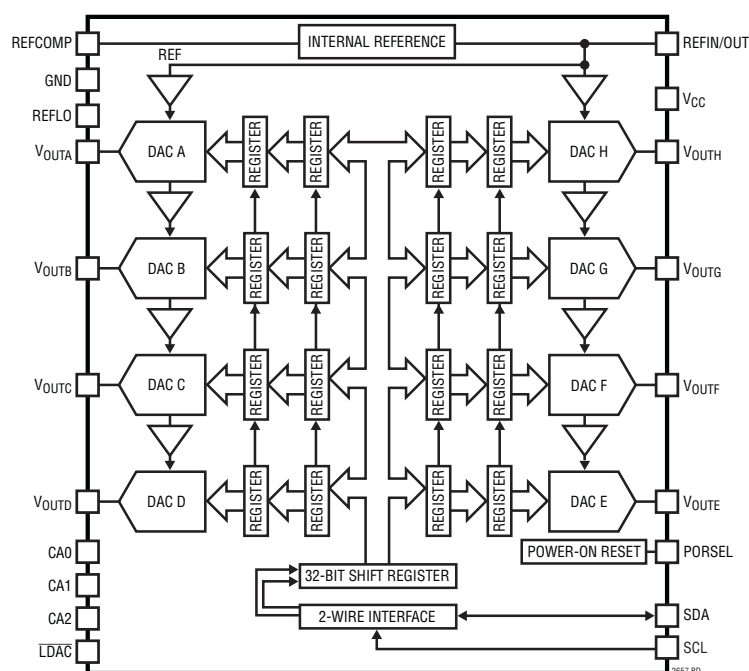 REFCOMP
INTERNAL REFERENCE
REFIN/OUT
REF
GND
REFLO
VCC
VOUTA
DAC A
REGISTER
REGISTER
REGISTER
REGISTER
DAC H
VOUTH
VOUTB
DAC B
REGISTER
REGISTER
REGISTER
REGISTER
DAC G
VOUTG
VOUTC
DAC C
REGISTER
REGISTER
REGISTER
REGISTER
DAC F
VOUTF
VOUTD
DAC D
REGISTER
REGISTER
REGISTER
REGISTER
DAC E
VOUTE
CA0
POWER-ON RESET
PORSEL
CA1
32-BIT SHIFT REGISTER
CA2
2-WIRE INTERFACE
SDA
LDAC
SCL
2657 BD